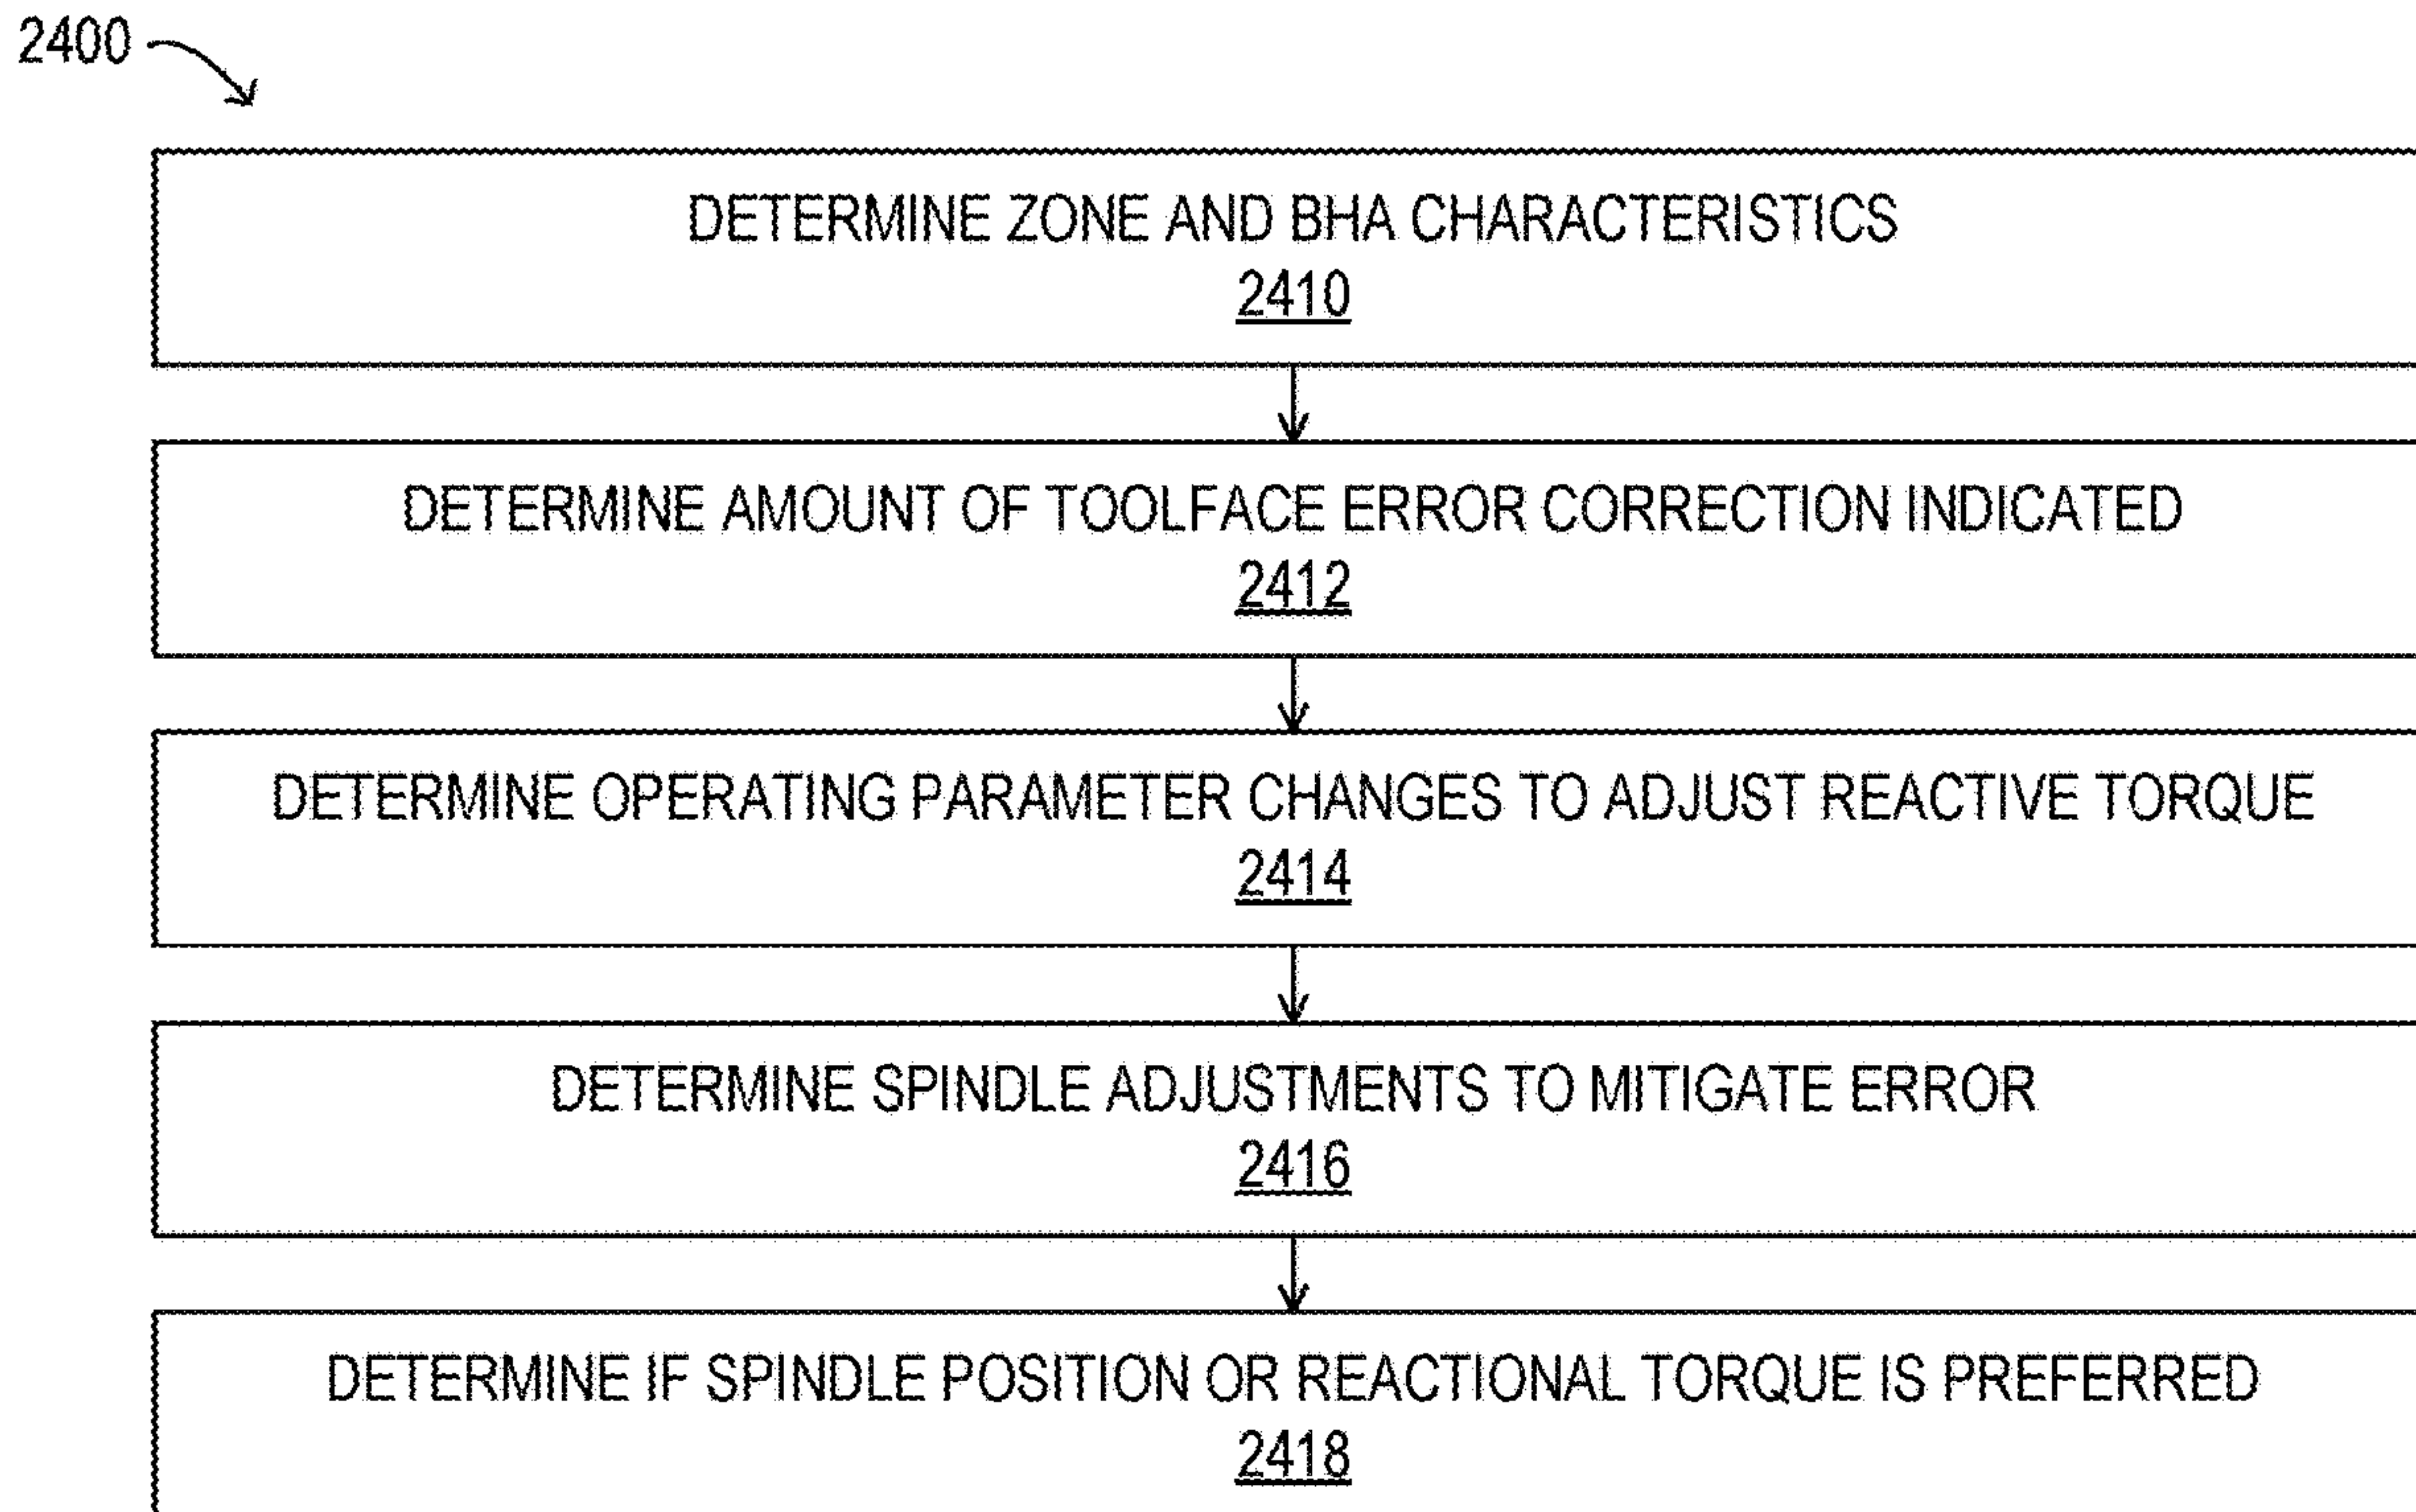 2400
DETERMINE ZONE AND BHA CHARACTERISTICS
2410
DETERMINE AMOUNT OF TOOLFACE ERROR CORRECTION INDICATED
2412
DETERMINE OPERATING PARAMETER CHANGES TO ADJUST REACTIVE TORQUE
2414
DETERMINE SPINDLE ADJUSTMENTS TO MITIGATE ERROR
2416
DETERMINE IF SPINDLE POSITION OR REACTIONAL TORQUE IS PREFERRED
2418